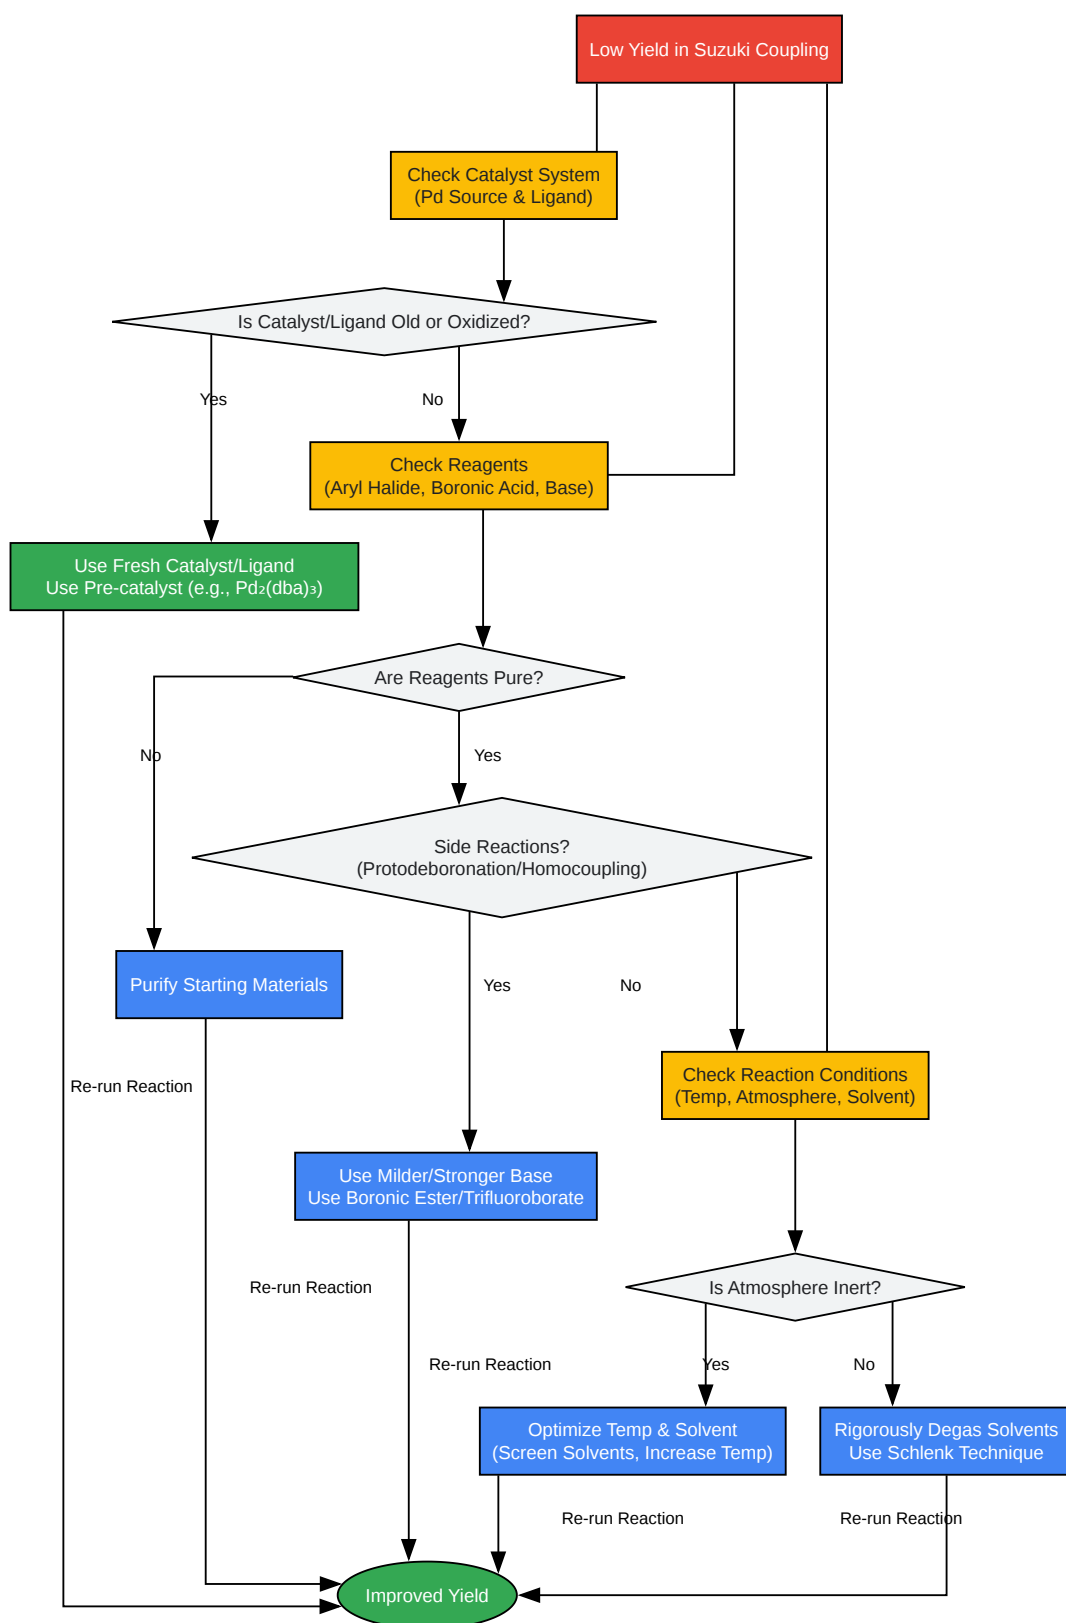 Low Yield in Suzuki Coupling
Check Catalyst System
(Pd Source & Ligand)
Is Catalyst/Ligand Old or Oxidized?
Yes
No
Check Reagents
(Aryl Halide, Boronic Acid, Base)
Use Fresh Catalyst/Ligand
Use Pre-catalyst (e.g., Pd₂(dba)₃)
Are Reagents Pure?
No
Yes
Side Reactions?
(Protodeboronation/Homocoupling)
Purify Starting Materials
Yes
No
Check Reaction Conditions
(Temp, Atmosphere, Solvent)
Re-run Reaction
Use Milder/Stronger Base
Use Boronic Ester/Trifluoroborate
Re-run Reaction
Is Atmosphere Inert?
Re-run Reaction
Yes
No
Optimize Temp & Solvent
(Screen Solvents, Increase Temp)
Rigorously Degas Solvents
Use Schlenk Technique
Re-run Reaction
Re-run Reaction
Improved Yield